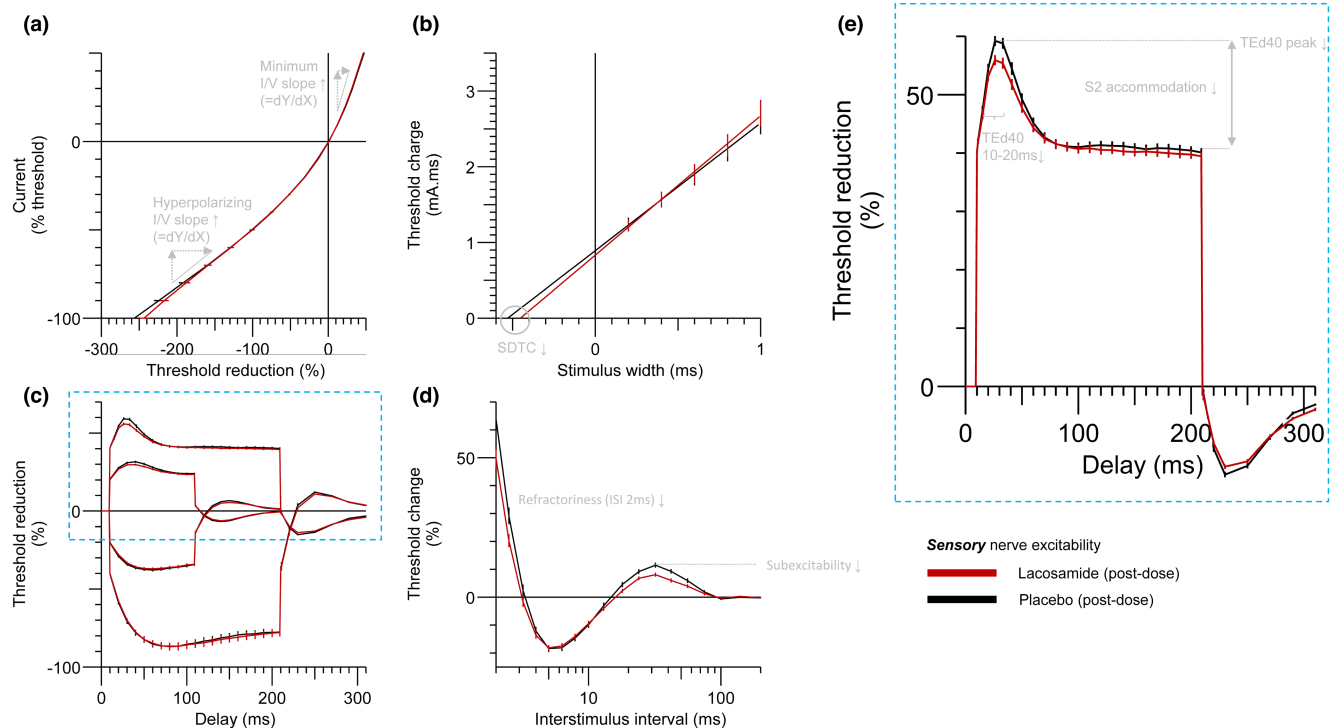 (a)
0
-100
-300
-200
-100
0
Current
(% threshold)
Threshold reduction (%)
Minimum
I/V slope ↑
(=dY/dX)
Hyperpolarizing
I/V slope ↑
(=dY/dX)
(b)
4
3
2
1
0
0
1
Threshold charge
(mA.ms)
Stimulus width (ms)
SDTC ↓
(c)
0
-100
0
100
200
300
Threshold reduction
(%)
Delay (ms)
(d)
50
0
10
100
Threshold change
(%)
Interstimulus interval (ms)
Refractoriness (ISI 2ms) ↓
Subexcitability ↓
(e)
50
0
0
100
200
300
Threshold reduction
(%)
Delay (ms)
TEd40 peak ↓
S2 accommodation ↓
TEd40
10-20ms↓
Sensory nerve excitability
Lacosamide (post-dose)
Placebo (post-dose)